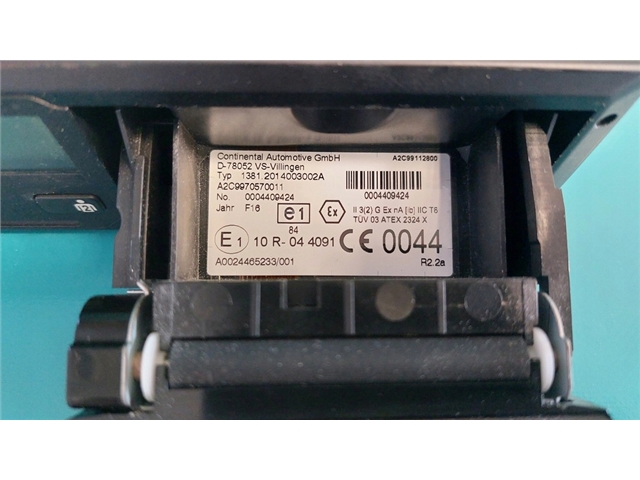 Continental Automotive GmbH A2C99112800
D-78052 VS-Villingen
Typ 1381.2014003002A
A2C9970570011
No. 0004409424 0004409424
Jahr F16 e1 Ex II 3(2) G Ex nA [ib] IIC T6
84 TÜV 03 ATEX 2324 X
E1 10 R-04 4091 CE 0044
A0024465233/001 R2.2a
2